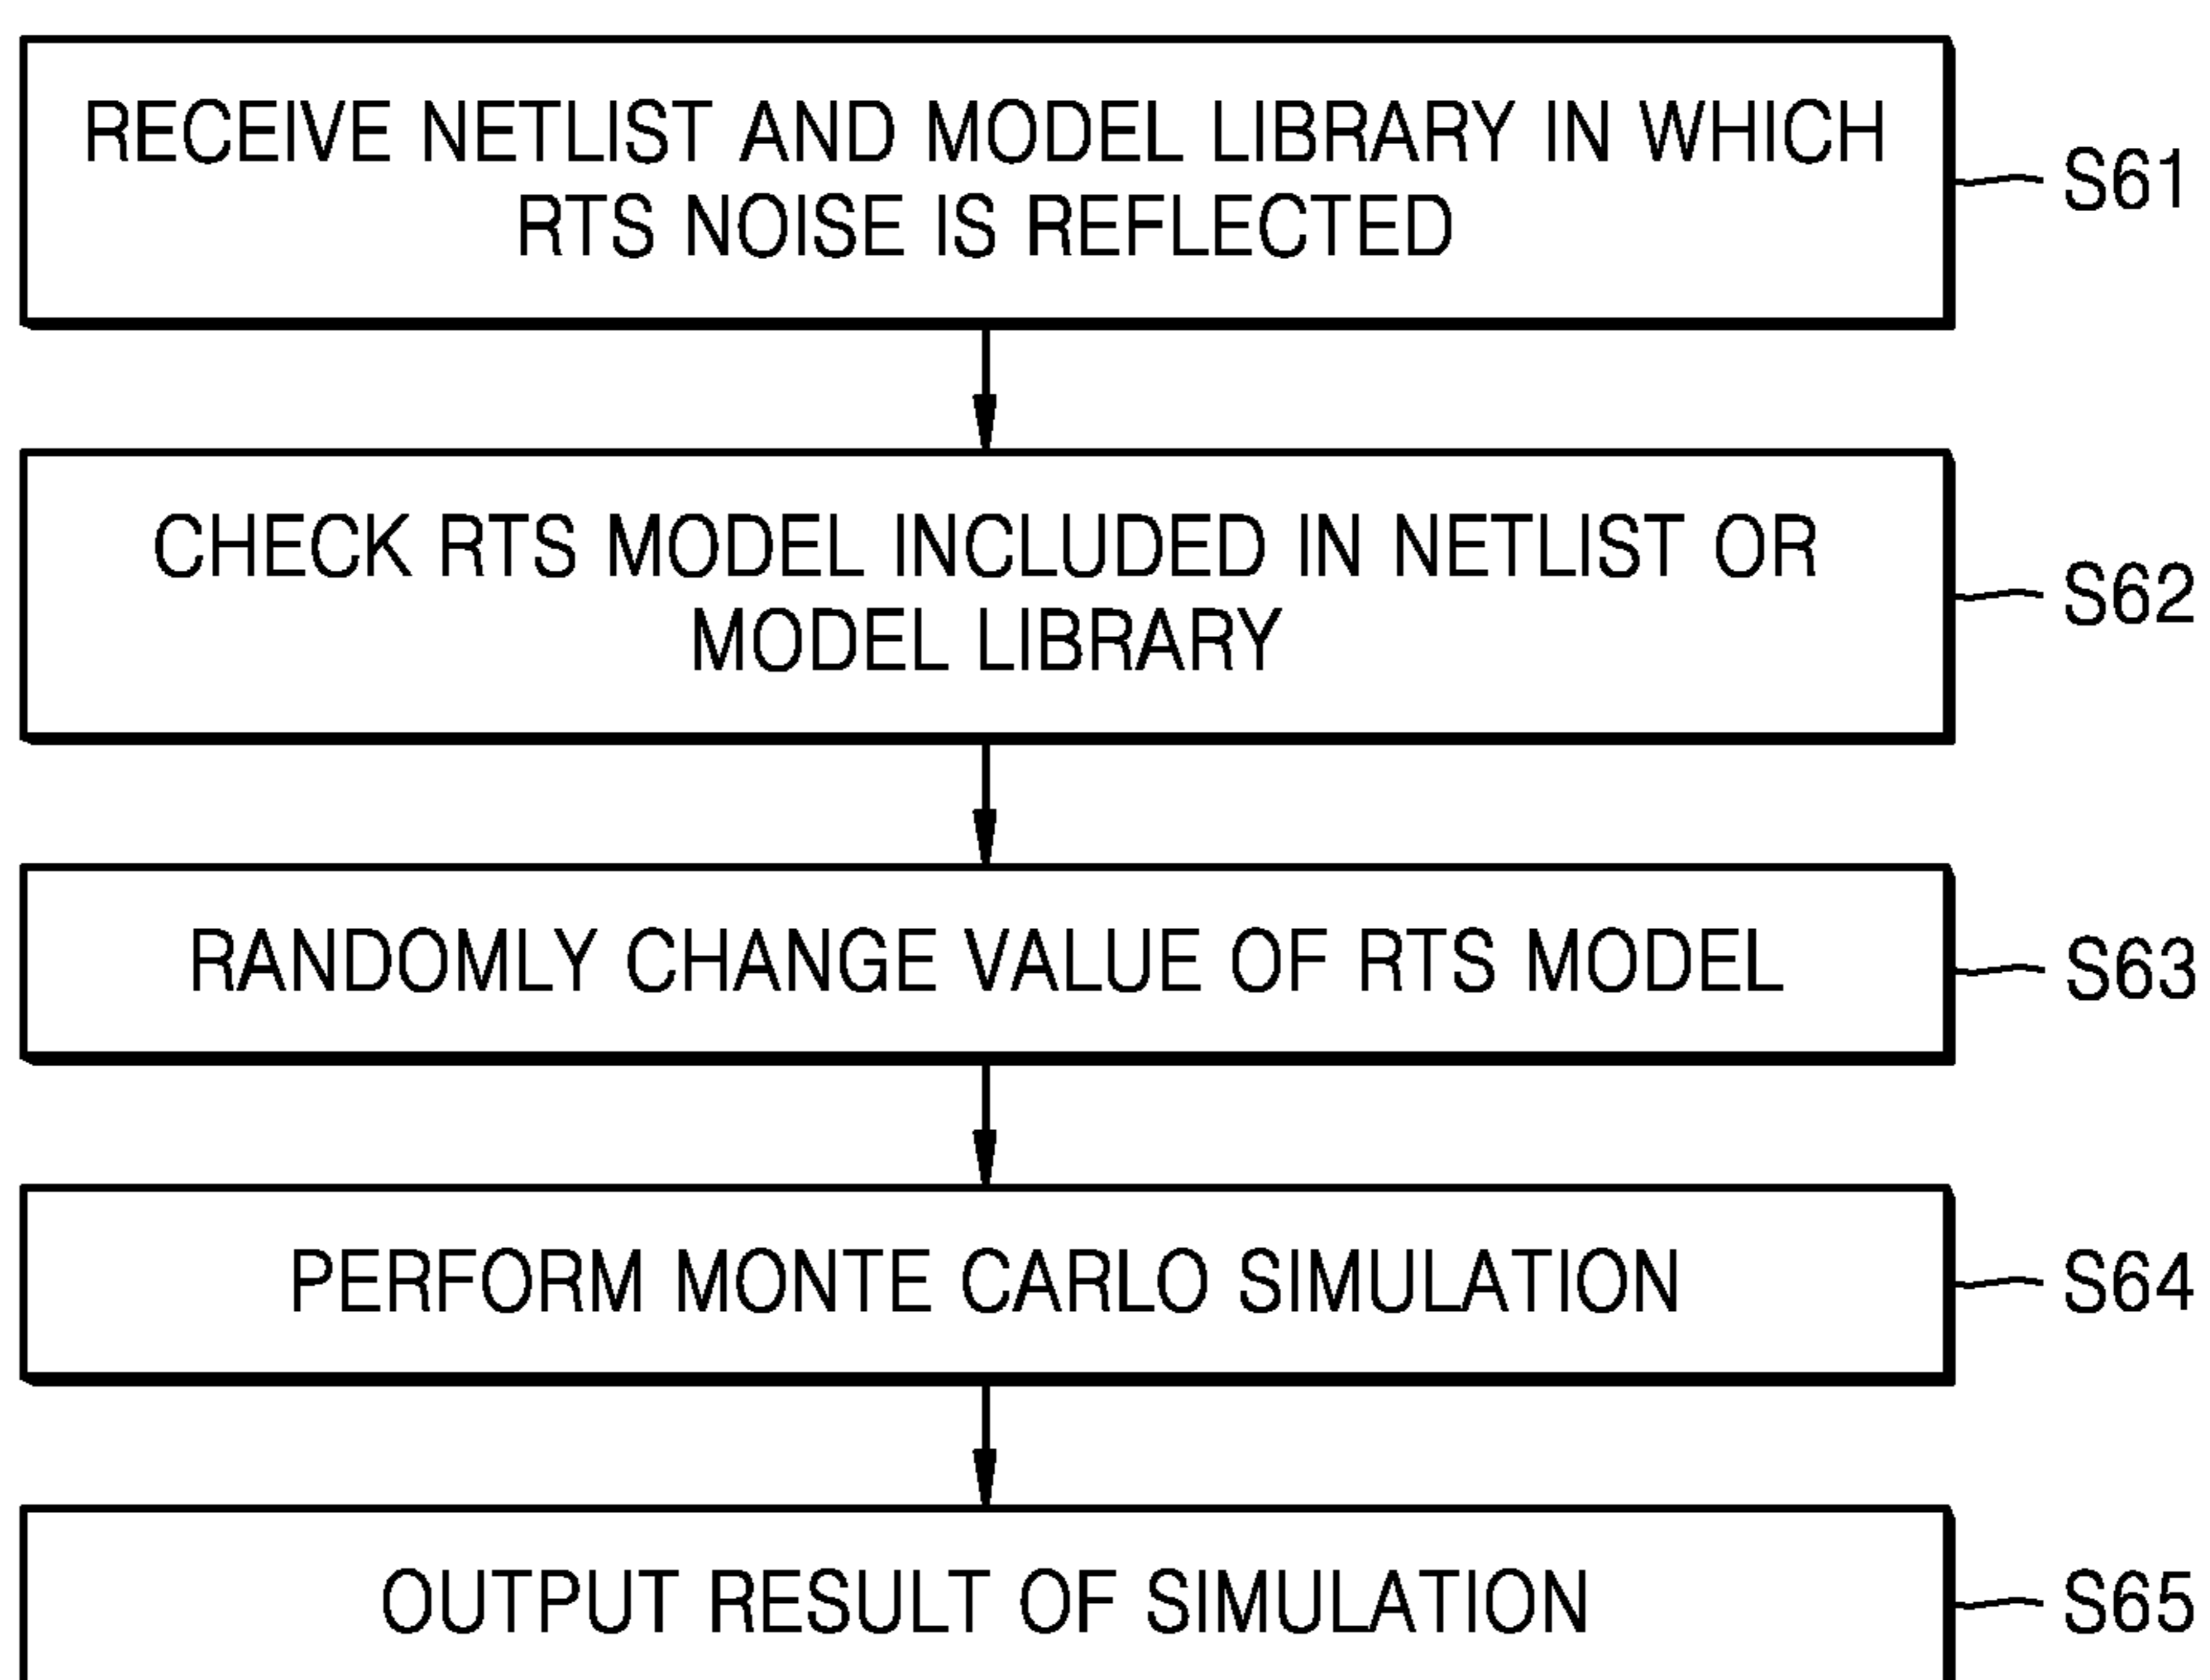 RECEIVE NETLIST AND MODEL LIBRARY IN WHICH
RTS NOISE IS REFLECTED
S61
CHECK RTS MODEL INCLUDED IN NETLIST OR
MODEL LIBRARY
S62
RANDOMLY CHANGE VALUE OF RTS MODEL
S63
PERFORM MONTE CARLO SIMULATION
S64
OUTPUT RESULT OF SIMULATION
S65